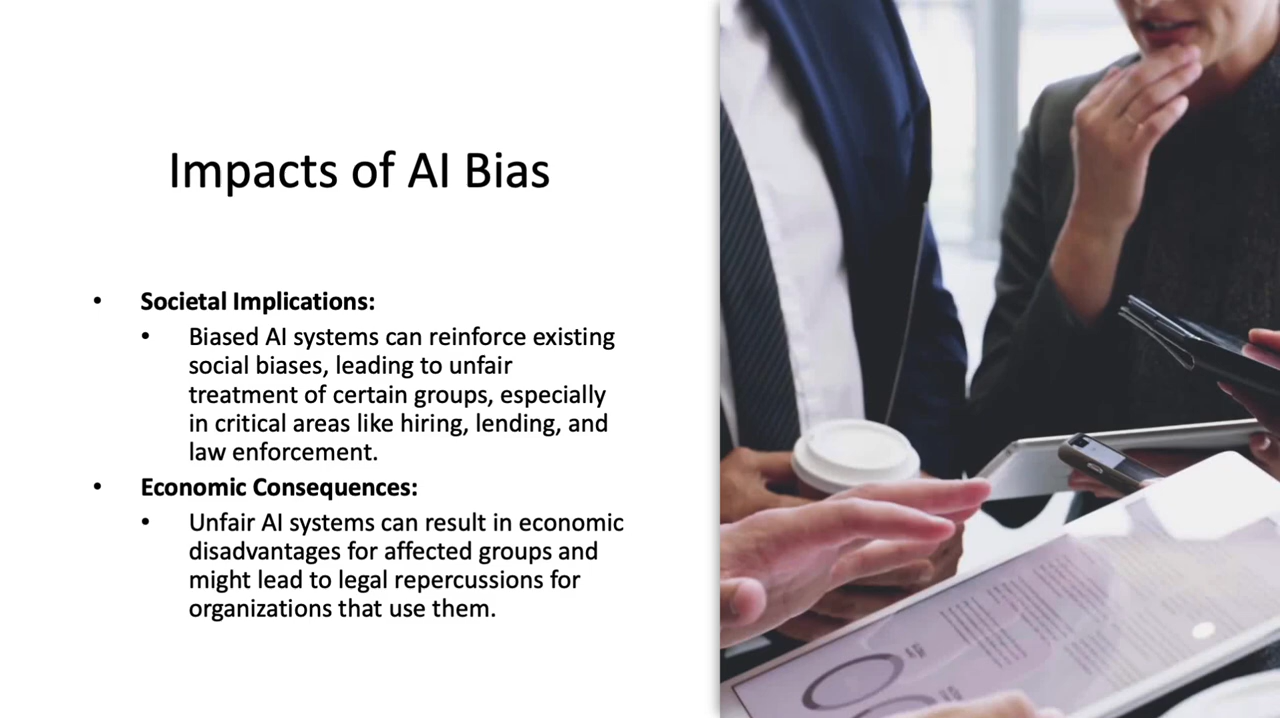 Impacts of AI Bias
• Societal Implications:
• Biased AI systems can reinforce existing
social biases, leading to unfair
treatment of certain groups, especially
in critical areas like hiring, lending, and
law enforcement.
• Economic Consequences:
• Unfair AI systems can result in economic
disadvantages for affected groups and
might lead to legal repercussions for
organizations that use them.